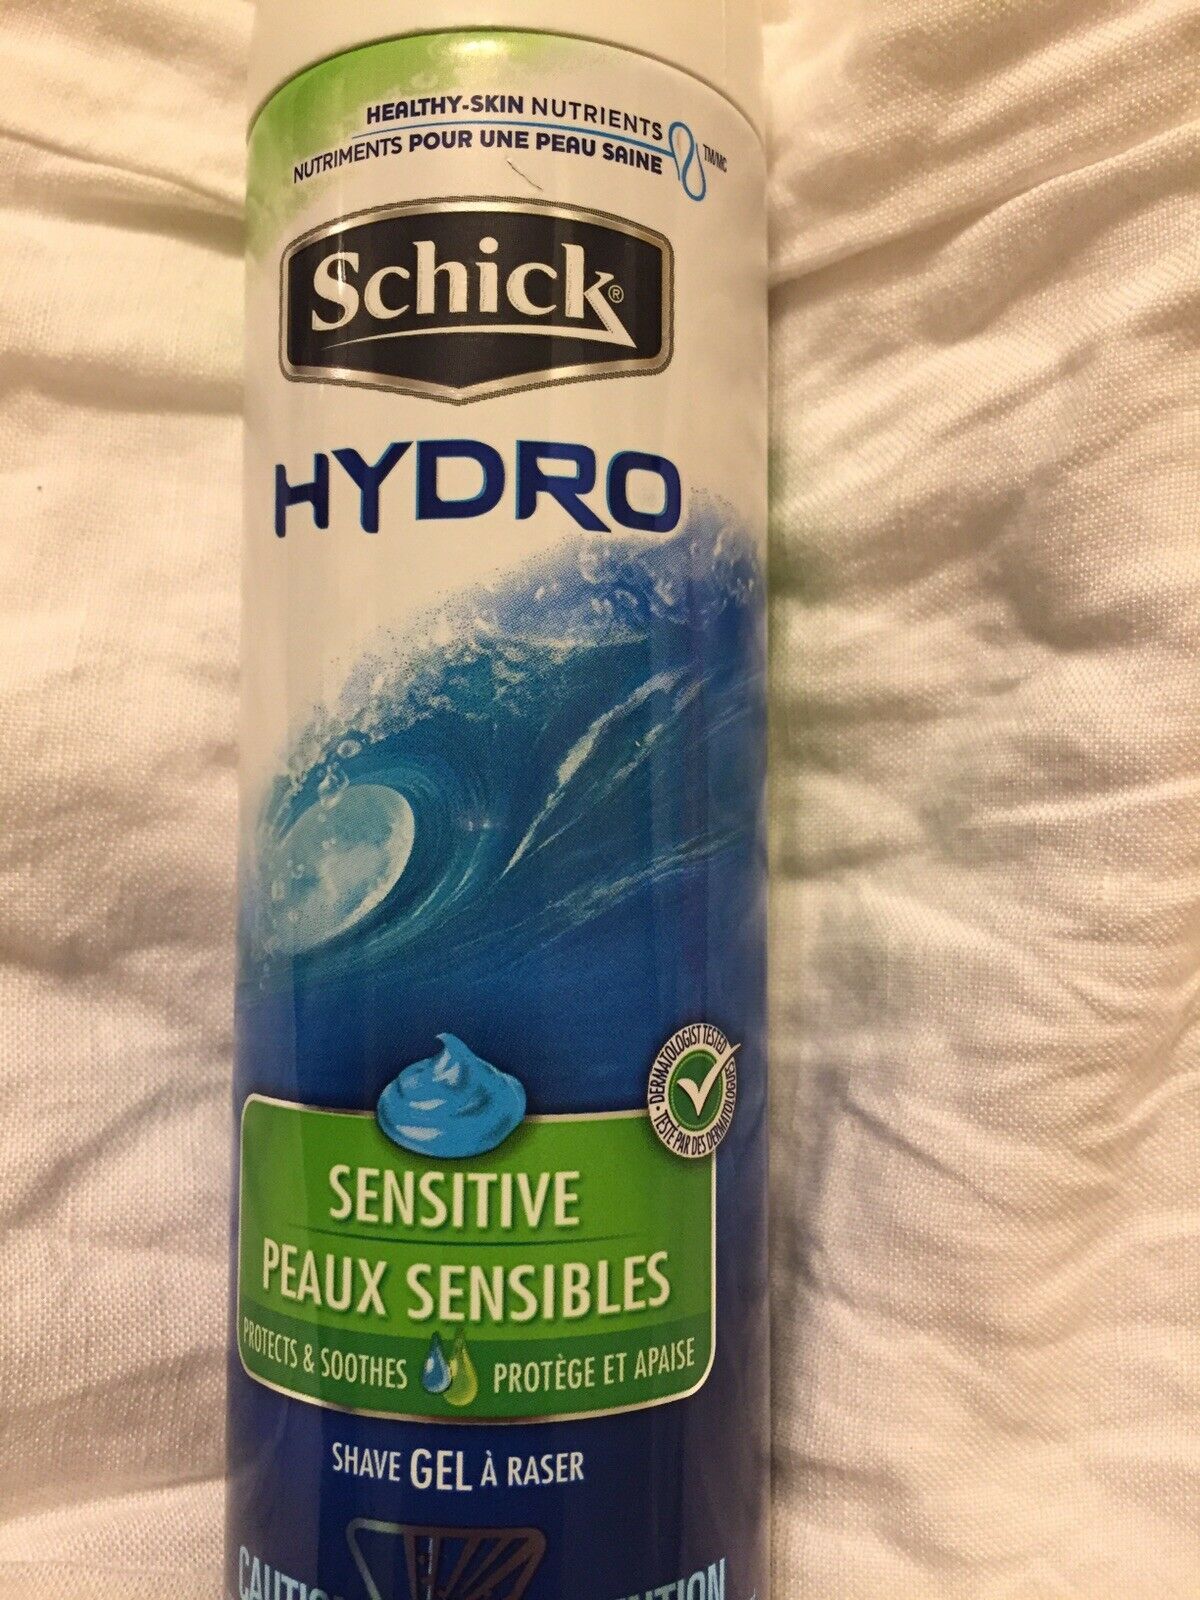 HEALTHY-SKIN NUTRIENTS
NUTRIMENTS POUR UNE PEAU SAINE
TM/MC
Schick®
HYDRO
DERMATOLOGIST TESTED
TESTÉ PAR DES DERMATOLOGUES
SENSITIVE
PEAUX SENSIBLES
PROTECTS & SOOTHES PROTÈGE ET APAISE
SHAVE GEL À RASER